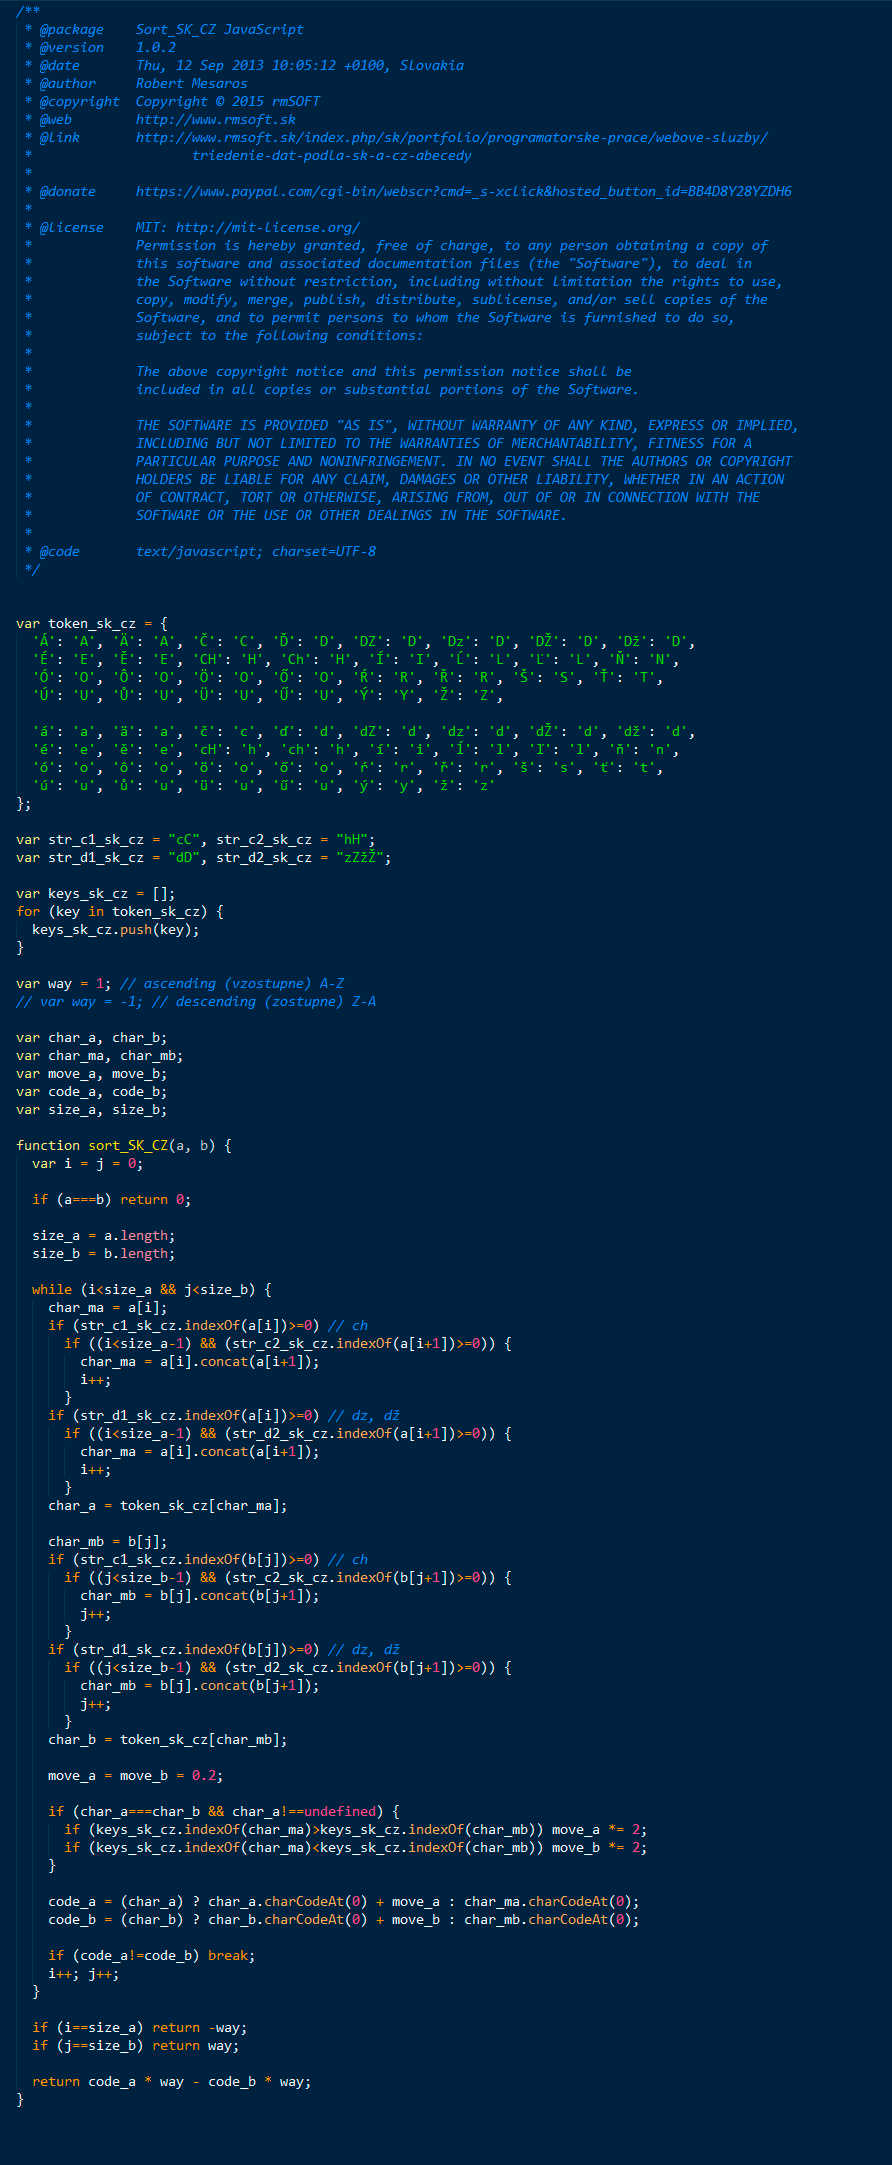 /**
 * @package    Sort_SK_CZ JavaScript
 * @version    1.0.2
 * @date       Thu, 12 Sep 2013 10:05:12 +0100, Slovakia
 * @author     Robert Mesaros
 * @copyright  Copyright © 2015 rmSOFT
 * @web        http://www.rmsoft.sk
 * @link       http://www.rmsoft.sk/index.php/sk/portfolio/programatorske-prace/webove-sluzby/
 *                    triedenie-dat-podla-sk-a-cz-abecedy
 *
 * @donate     https://www.paypal.com/cgi-bin/webscr?cmd=_s-xclick&hosted_button_id=BB4D8Y28YZDH6
 *
 * @license    MIT: http://mit-license.org/
 *             Permission is hereby granted, free of charge, to any person obtaining a copy of
 *             this software and associated documentation files (the "Software"), to deal in
 *             the Software without restriction, including without limitation the rights to use,
 *             copy, modify, merge, publish, distribute, sublicense, and/or sell copies of the
 *             Software, and to permit persons to whom the Software is furnished to do so,
 *             subject to the following conditions:
 *
 *             The above copyright notice and this permission notice shall be
 *             included in all copies or substantial portions of the Software.
 *
 *             THE SOFTWARE IS PROVIDED "AS IS", WITHOUT WARRANTY OF ANY KIND, EXPRESS OR IMPLIED,
 *             INCLUDING BUT NOT LIMITED TO THE WARRANTIES OF MERCHANTABILITY, FITNESS FOR A
 *             PARTICULAR PURPOSE AND NONINFRINGEMENT. IN NO EVENT SHALL THE AUTHORS OR COPYRIGHT
 *             HOLDERS BE LIABLE FOR ANY CLAIM, DAMAGES OR OTHER LIABILITY, WHETHER IN AN ACTION
 *             OF CONTRACT, TORT OR OTHERWISE, ARISING FROM, OUT OF OR IN CONNECTION WITH THE
 *             SOFTWARE OR THE USE OR OTHER DEALINGS IN THE SOFTWARE.
 *
 * @code       text/javascript; charset=UTF-8
 */

var token_sk_cz = {
  'Á': 'A', 'Ä': 'A', 'Č': 'C', 'Ď': 'D', 'DZ': 'D', 'Dz': 'D', 'DŽ': 'D', 'Dž': 'D',
  'É': 'E', 'Ě': 'E', 'CH': 'H', 'Ch': 'H', 'Í': 'I', 'Ĺ': 'L', 'Ľ': 'L', 'Ň': 'N',
  'Ó': 'O', 'Ô': 'O', 'Ö': 'O', 'Ő': 'O', 'Ŕ': 'R', 'Ř': 'R', 'Š': 'S', 'Ť': 'T',
  'Ú': 'U', 'Ů': 'U', 'Ü': 'U', 'Ű': 'U', 'Ý': 'Y', 'Ž': 'Z',

  'á': 'a', 'ä': 'a', 'č': 'c', 'ď': 'd', 'dZ': 'd', 'dz': 'd', 'dŽ': 'd', 'dž': 'd',
  'é': 'e', 'ě': 'e', 'cH': 'h', 'ch': 'h', 'í': 'i', 'ĺ': 'l', 'ľ': 'l', 'ň': 'n',
  'ó': 'o', 'ô': 'o', 'ö': 'o', 'ő': 'o', 'ŕ': 'r', 'ř': 'r', 'š': 's', 'ť': 't',
  'ú': 'u', 'ů': 'u', 'ü': 'u', 'ű': 'u', 'ý': 'y', 'ž': 'z'
};

var str_c1_sk_cz = "cC", str_c2_sk_cz = "hH";
var str_d1_sk_cz = "dD", str_d2_sk_cz = "zZžŽ";

var keys_sk_cz = [];
for (key in token_sk_cz) {
  keys_sk_cz.push(key);
}

var way = 1; // ascending (vzostupne) A-Z
// var way = -1; // descending (zostupne) Z-A

var char_a, char_b;
var char_ma, char_mb;
var move_a, move_b;
var code_a, code_b;
var size_a, size_b;

function sort_SK_CZ(a, b) {
  var i = j = 0;

  if (a===b) return 0;

  size_a = a.length;
  size_b = b.length;

  while (i<size_a && j<size_b) {
    char_ma = a[i];
    if (str_c1_sk_cz.indexOf(a[i])>=0) // ch
      if ((i<size_a-1) && (str_c2_sk_cz.indexOf(a[i+1])>=0)) {
        char_ma = a[i].concat(a[i+1]);
        i++;
      }
    if (str_d1_sk_cz.indexOf(a[i])>=0) // dz, dž
      if ((i<size_a-1) && (str_d2_sk_cz.indexOf(a[i+1])>=0)) {
        char_ma = a[i].concat(a[i+1]);
        i++;
      }
    char_a = token_sk_cz[char_ma];

    char_mb = b[j];
    if (str_c1_sk_cz.indexOf(b[j])>=0) // ch
      if ((j<size_b-1) && (str_c2_sk_cz.indexOf(b[j+1])>=0)) {
        char_mb = b[j].concat(b[j+1]);
        j++;
      }
    if (str_d1_sk_cz.indexOf(b[j])>=0) // dz, dž
      if ((j<size_b-1) && (str_d2_sk_cz.indexOf(b[j+1])>=0)) {
        char_mb = b[j].concat(b[j+1]);
        j++;
      }
    char_b = token_sk_cz[char_mb];

    move_a = move_b = 0.2;

    if (char_a===char_b && char_a!==undefined) {
      if (keys_sk_cz.indexOf(char_ma)>keys_sk_cz.indexOf(char_mb)) move_a *= 2;
      if (keys_sk_cz.indexOf(char_ma)<keys_sk_cz.indexOf(char_mb)) move_b *= 2;
    }

    code_a = (char_a) ? char_a.charCodeAt(0) + move_a : char_ma.charCodeAt(0);
    code_b = (char_b) ? char_b.charCodeAt(0) + move_b : char_mb.charCodeAt(0);

    if (code_a!=code_b) break;
    i++; j++;
  }

  if (i==size_a) return -way;
  if (j==size_b) return way;

  return code_a * way - code_b * way;
}